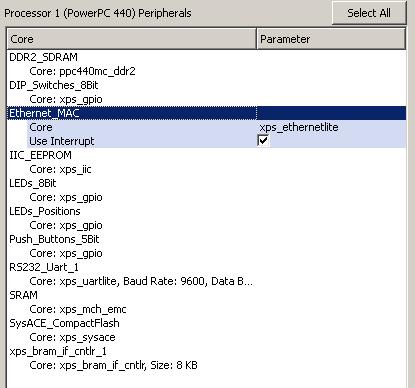 Processor 1 (PowerPC 440) Peripherals Select All
Core Parameter
DDR2_SDRAM
Core: ppc440mc_ddr2
DIP_Switches_8Bit
Core: xps_gpio
Ethernet_MAC
Core xps_ethernetlite
Use Interrupt
IIC_EEPROM
Core: xps_iic
LEDs_8Bit
Core: xps_gpio
LEDs_Positions
Core: xps_gpio
Push_Buttons_5Bit
Core: xps_gpio
RS232_Uart_1
Core: xps_uartlite, Baud Rate: 9600, Data B...
SRAM
Core: xps_mch_emc
SysACE_CompactFlash
Core: xps_sysace
xps_bram_if_cntlr_1
Core: xps_bram_if_cntlr, Size: 8 KB